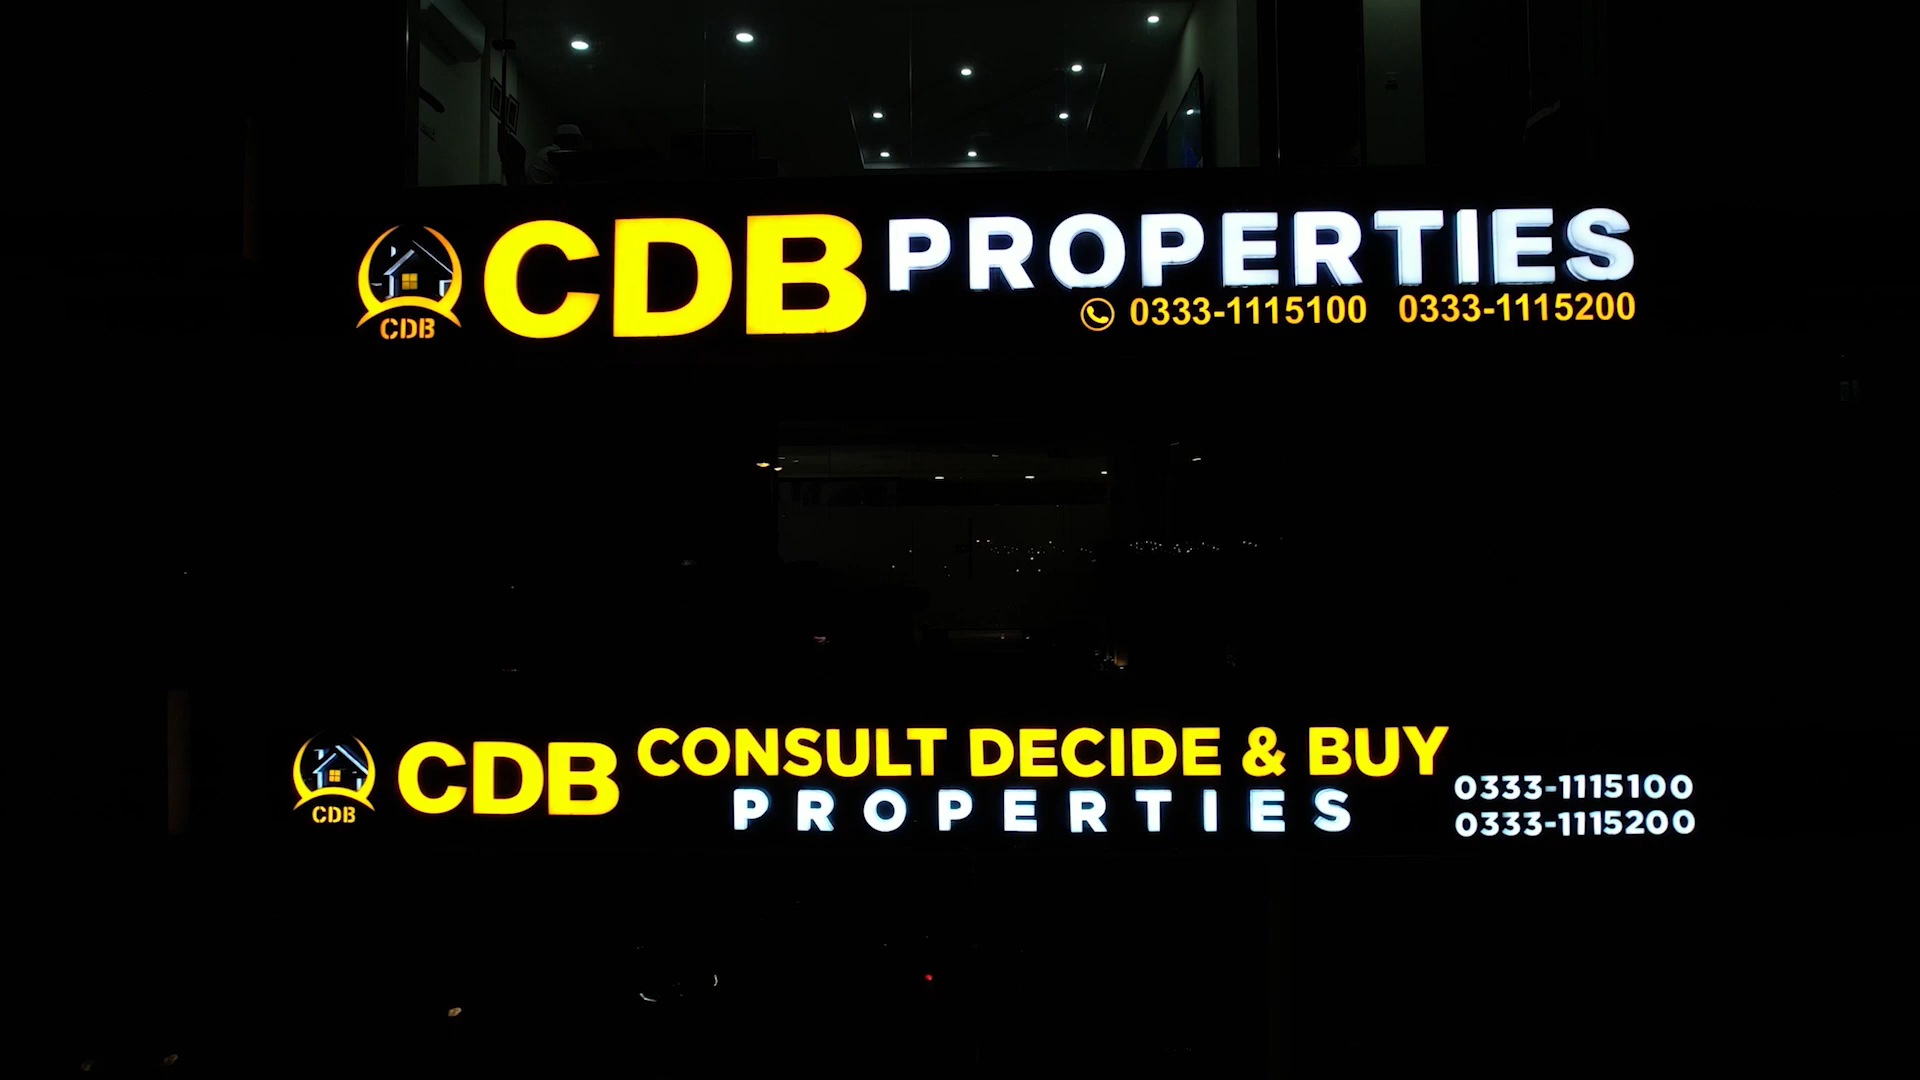 CDB PROPERTIES
CDB
0333-1115100 0333-1115200
CDB CONSULT DECIDE & BUY
PROPERTIES
CDB
0333-1115100
0333-1115200